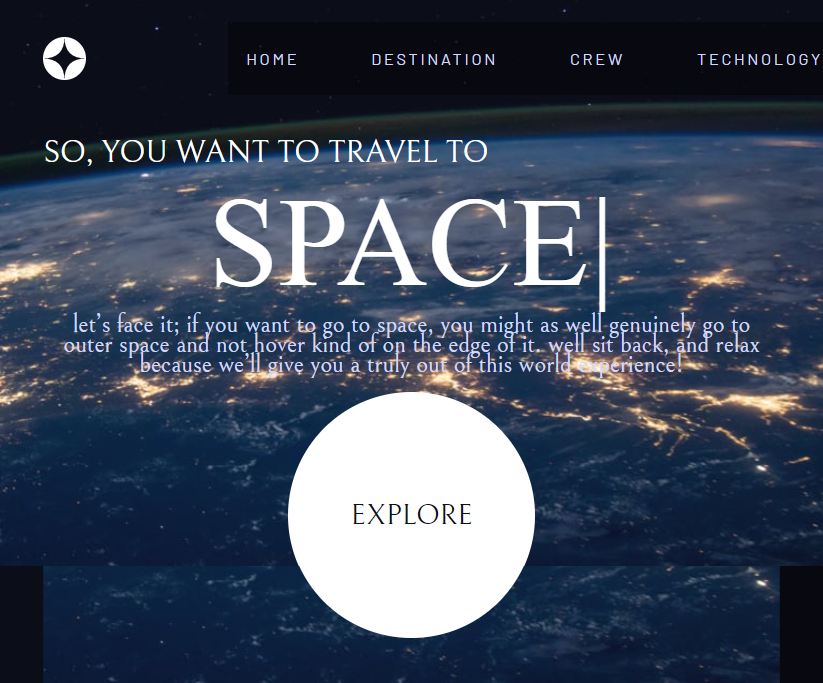 HOME DESTINATION CREW TECHNOLOGY
SO, YOU WANT TO TRAVEL TO
SPACE|
let’s face it; if you want to go to space, you might as well genuinely go to
outer space and not hover kind of on the edge of it. well sit back, and relax
because we’ll give you a truly out of this world experience!
EXPLORE